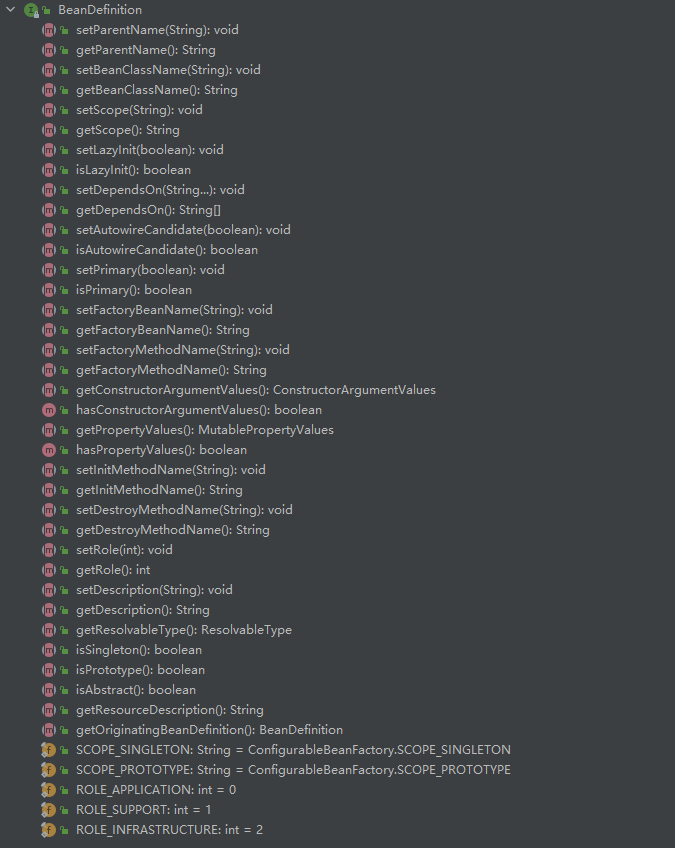 BeanDefinition
setParentName(String): void
getParentName(): String
setBeanClassName(String): void
getBeanClassName(): String
setScope(String): void
getScope(): String
setLazyInit(boolean): void
isLazyInit(): boolean
setDependsOn(String...): void
getDependsOn(): String[]
setAutowireCandidate(boolean): void
isAutowireCandidate(): boolean
setPrimary(boolean): void
isPrimary(): boolean
setFactoryBeanName(String): void
getFactoryBeanName(): String
setFactoryMethodName(String): void
getFactoryMethodName(): String
getConstructorArgumentValues(): ConstructorArgumentValues
hasConstructorArgumentValues(): boolean
getPropertyValues(): MutablePropertyValues
hasPropertyValues(): boolean
setInitMethodName(String): void
getInitMethodName(): String
setDestroyMethodName(String): void
getDestroyMethodName(): String
setRole(int): void
getRole(): int
setDescription(String): void
getDescription(): String
getResolvableType(): ResolvableType
isSingleton(): boolean
isPrototype(): boolean
isAbstract(): boolean
getResourceDescription(): String
getOriginatingBeanDefinition(): BeanDefinition
SCOPE_SINGLETON: String = ConfigurableBeanFactory.SCOPE_SINGLETON
SCOPE_PROTOTYPE: String = ConfigurableBeanFactory.SCOPE_PROTOTYPE
ROLE_APPLICATION: int = 0
ROLE_SUPPORT: int = 1
ROLE_INFRASTRUCTURE: int = 2